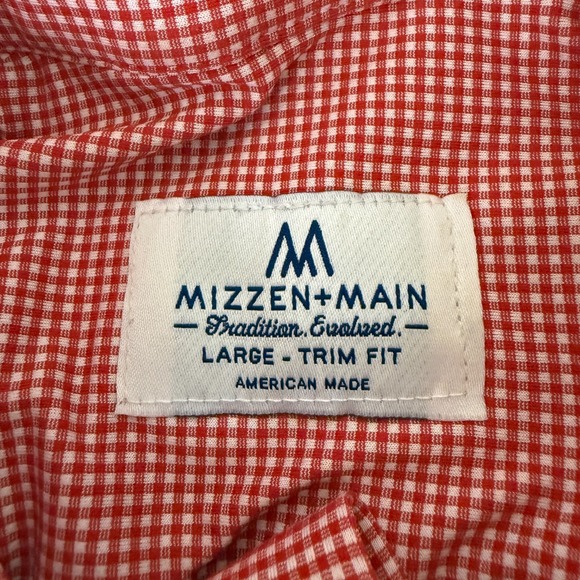 MIZZEN+MAIN
Tradition. Evolved.
LARGE - TRIM FIT
AMERICAN MADE